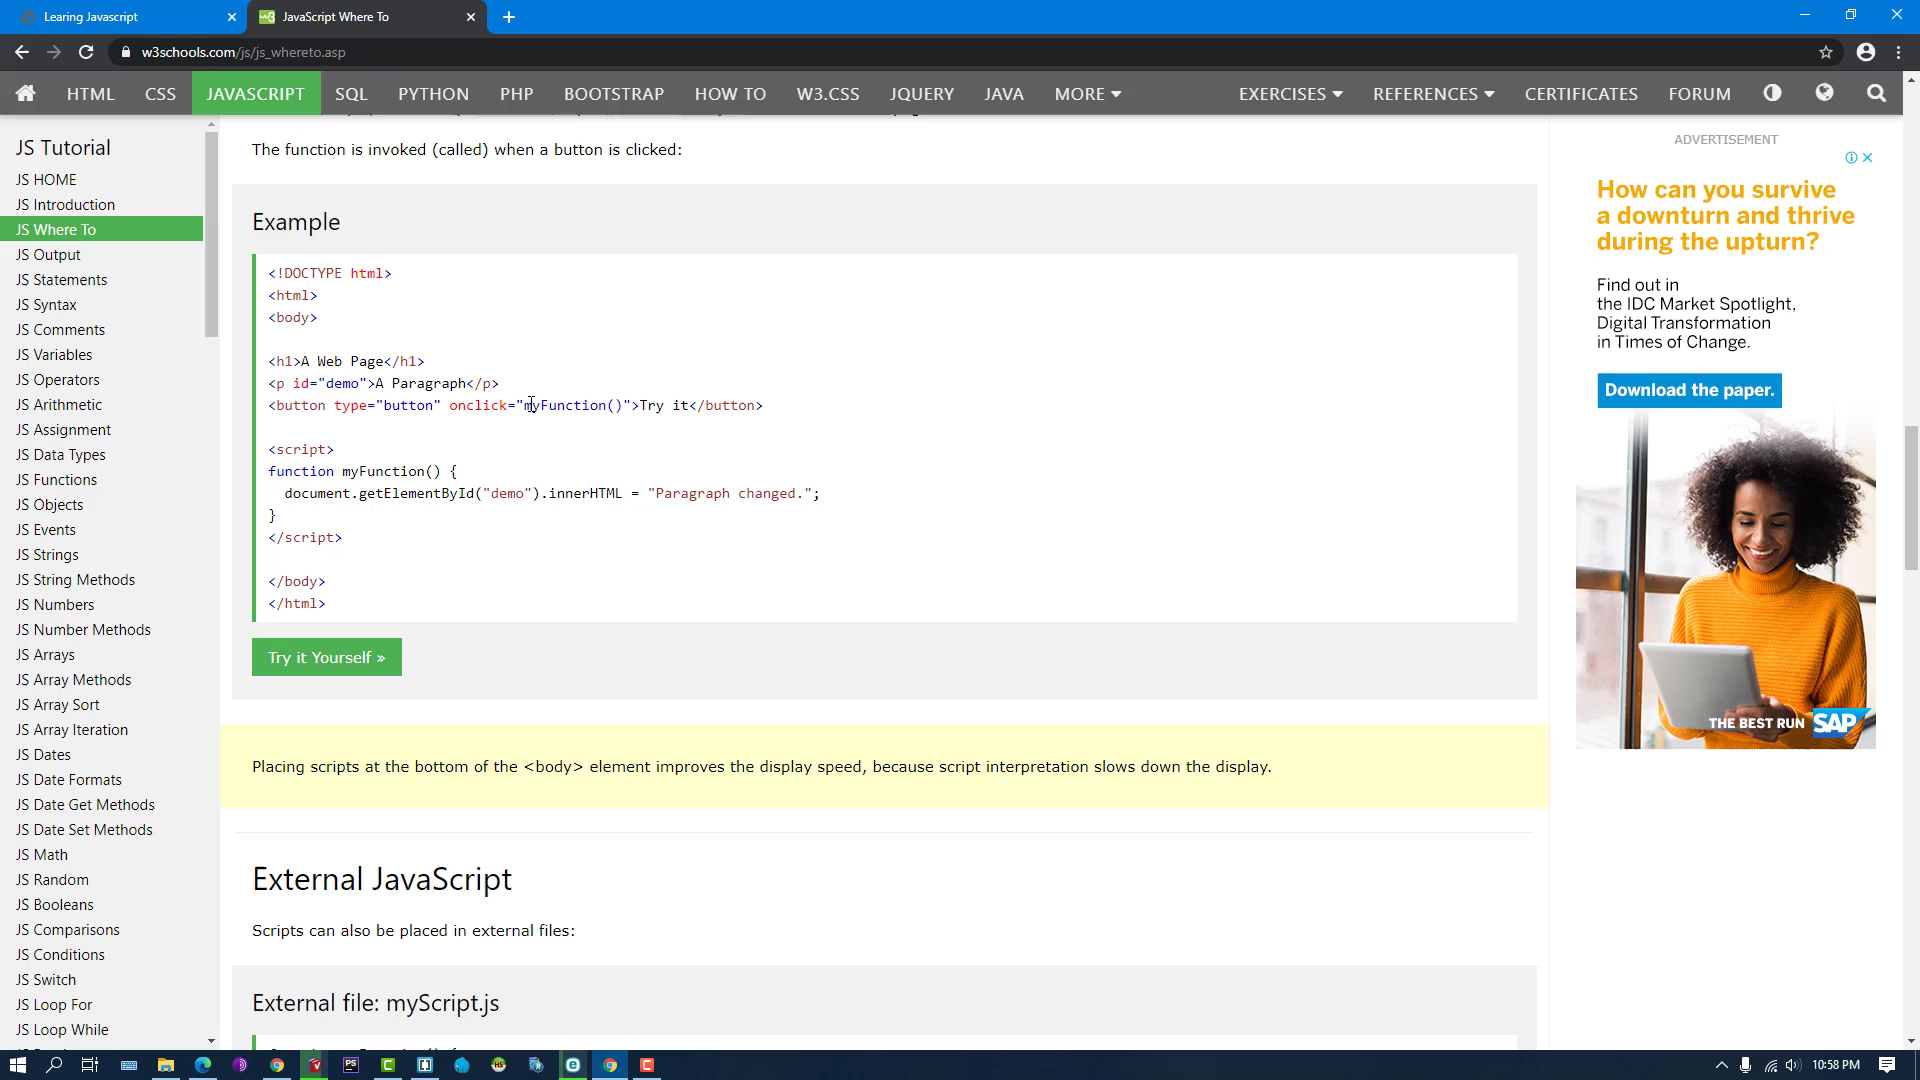 Learing Javascript
JavaScript Where To
w3schools.com/js/js_whereto.asp
HTML CSS JAVASCRIPT SQL PYTHON PHP BOOTSTRAP HOW TO W3.CSS JQUERY JAVA MORE EXERCISES REFERENCES CERTIFICATES FORUM
JS Tutorial
JS HOME
JS Introduction
JS Where To
JS Output
JS Statements
JS Syntax
JS Comments
JS Variables
JS Operators
JS Arithmetic
JS Assignment
JS Data Types
JS Functions
JS Objects
JS Events
JS Strings
JS String Methods
JS Numbers
JS Number Methods
JS Arrays
JS Array Methods
JS Array Sort
JS Array Iteration
JS Dates
JS Date Formats
JS Date Get Methods
JS Date Set Methods
JS Math
JS Random
JS Booleans
JS Comparisons
JS Conditions
JS Switch
JS Loop For
JS Loop While
The function is invoked (called) when a button is clicked:
Example
<!DOCTYPE html>
<html>
<body>
<h1>A Web Page</h1>
<p id="demo">A Paragraph</p>
<button type="button" onclick="myFunction()">Try it</button>
<script>
function myFunction() {
document.getElementById("demo").innerHTML = "Paragraph changed.";
}
</script>
</body>
</html>
Try it Yourself »
Placing scripts at the bottom of the <body> element improves the display speed, because script interpretation slows down the display.
External JavaScript
Scripts can also be placed in external files:
External file: myScript.js
ADVERTISEMENT
How can you survive
a downturn and thrive
during the upturn?
Find out in
the IDC Market Spotlight,
Digital Transformation
in Times of Change.
Download the paper.
THE BEST RUN SAP
10:58 PM